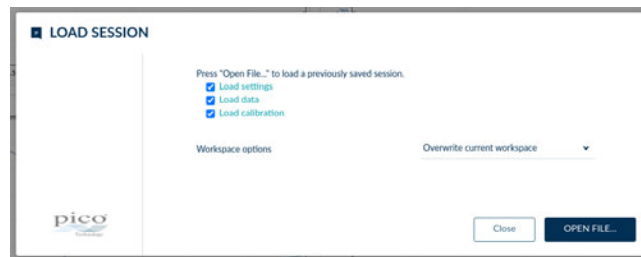 LOAD SESSION
Press "Open File..." to load a previously saved session.
Load settings
Load data
Load calibration
Workspace options
Overwrite current workspace
pico
Technology
Close
OPEN FILE...